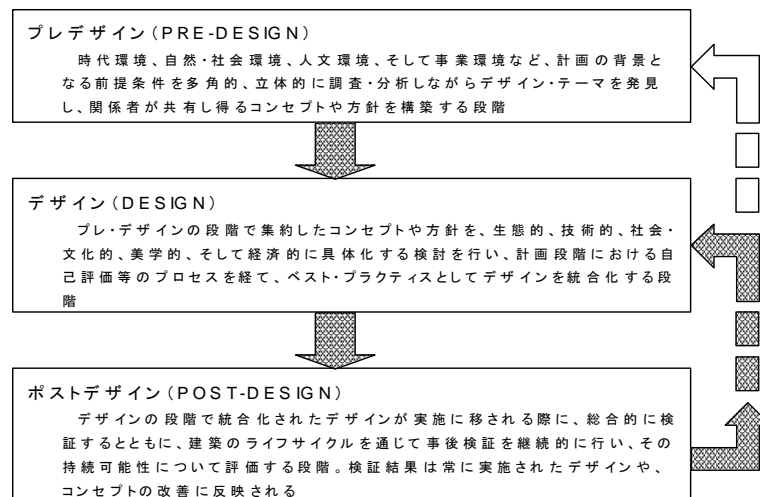 プレデザイン(PRE-DESIGN)
時代環境、自然・社会環境、人文環境、そして事業環境など、計画の背景と
なる前提条件を多角的、立体的に調査・分析しながらデザイン・テーマを発見
し、関係者が共有し得るコンセプトや方針を構築する段階
デザイン(DESIGN)
プレ・デザインの段階で集約したコンセプトや方針を、生態的、技術的、社会・
文化的、美学的、そして経済的に具体化する検討を行い、計画段階における自
己評価等のプロセスを経て、ベスト・プラクティスとしてデザインを統合化する段
階
ポストデザイン(POST-DESIGN)
デザインの段階で統合化されたデザインが実施に移される際に、総合的に検
証するとともに、建築のライフサイクルを通じて事後検証を継続的に行い、その
持続可能性について評価する段階。検証結果は常に実施されたデザインや、
コンセプトの改善に反映される